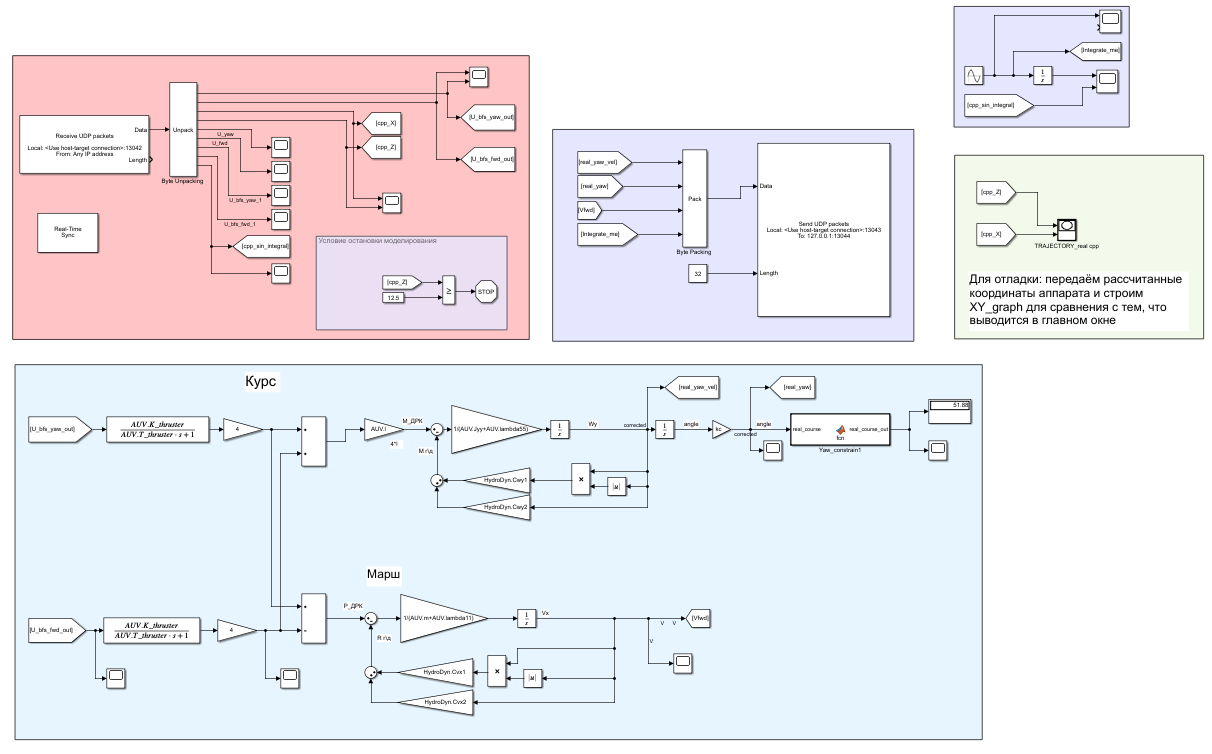 Receive UDP packets
Local: <Use host-target connection>:13042
From: Any IP address
Data
Length
Unpack
Byte Unpacking
U_yaw
U_fwd
U_bfs_yaw_1
U_bfs_fwd_1
[cpp_X]
[cpp_Z]
[U_bfs_yaw_out]
[U_bfs_fwd_out]
[cpp_sin_integral]
Real-Time
Sync
Условие остановки моделирования
[cpp_Z]
12.5
≥
STOP
[real_yaw_vel]
[real_yaw]
[Vfwd]
[Integrate_me]
Pack
Byte Packing
32
Data
Length
Send UDP packets
Local: <Use host-target connection>:13043
To: 127.0.0.1:13044
[Integrate_me]
1
s
[cpp_sin_integral]
[cpp_Z]
[cpp_X]
TRAJECTORY_real cpp
Для отладки: передаём рассчитанные
координаты аппарата и строим
XY_graph для сравнения с тем, что
выводится в главном окне
Курс
[U_bfs_yaw_out]
AUV.K_thruster
AUV.T_thruster · s + 1
4
+
+
AUV.l
4*l
М_ДРК
М г\д
1/(AUV.Jyy+AUV.lambda55)
1
s
Wy
corrected
[real_yaw_vel]
1
s
angle
kc
corrected
angle
[real_yaw]
real_course
fcn
real_course_out
Yaw_constrain1
51.88
HydroDyn.Cwy1
×
|u|
HydroDyn.Cwy2
Марш
[U_bfs_fwd_out]
AUV.K_thruster
AUV.T_thruster · s + 1
4
+
-
Р_ДРК
R г\д
1/(AUV.m+AUV.lambda11)
1
s
Vx
V
V
V
[Vfwd]
HydroDyn.Cvx1
×
|u|
HydroDyn.Cvx2